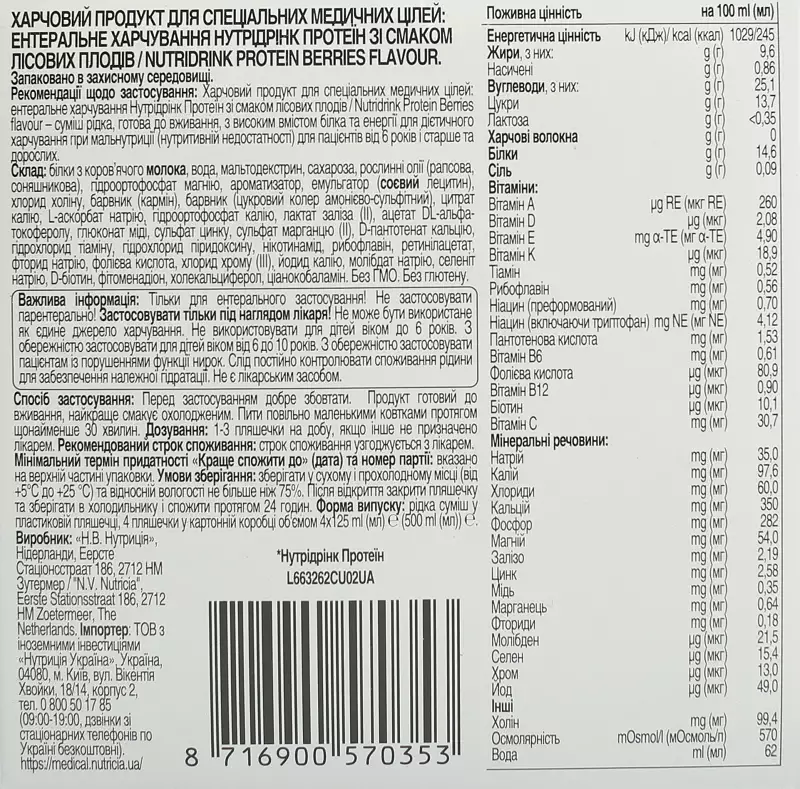 ХАРЧОВИЙ ПРОДУКТ ДЛЯ СПЕЦІАЛЬНИХ МЕДИЧНИХ ЦІЛЕЙ:
ЕНТЕРАЛЬНЕ ХАРЧУВАННЯ НУТРІДРІНК ПРОТЕЇН ЗІ СМАКОМ
ЛІСОВИХ ПЛОДІВ / NUTRIDRINK PROTEIN BERRIES FLAVOUR.
Запаковано в захисному середовищі.
Рекомендації щодо застосування: Харчовий продукт для спеціальних медичних цілей:
ентеральне харчування Нутрідрінк Протеїн зі смаком лісових плодів / Nutridrink Protein Berries
flavour – суміш рідка, готова до вживання, з високим вмістом білка та енергії для дієтичного
харчування при мальнутриції (нутритивній недостатності) для пацієнтів від 6 років і старше та
дорослих.
Склад: білки з коров'ячого молока, вода, мальтодекстрин, сахароза, рослинні олії (рапсова,
соняшникова), гідроортофосфат магнію, ароматизатор, емульгатор (соєвий лецитин),
хлорид холіну, барвник (кармін), барвник (цукровий колер амонієво-сульфітний), цитрат
калію, L-аскорбат натрію, гідроортофосфат калію, лактат заліза (II), ацетат DL-альфа-
токоферолу, глюконат міді, сульфат цинку, сульфат марганцю (II), D-пантотенат кальцію,
гідрохлорид тіаміну, гідрохлорид піридоксину, нікотинамід, рибофлавін, ретинілацетат,
фторид натрію, фолієва кислота, хлорид хрому (III), йодид калію, молібдат натрію, селеніт
натрію, D-біотин, фітоменадіон, холекальциферол, ціанокобаламін. Без ГМО. Без глютену.
Важлива інформація: Тільки для ентерального застосування! Не застосовувати
парентерально! Застосовувати тільки під наглядом лікаря! Не може бути використане
як єдине джерело харчування. Не використовувати для дітей віком до 6 років. З
обережністю застосовувати для дітей віком від 6 до 10 років. З обережністю застосовувати
пацієнтам із порушеннями функції нирок. Слід постійно контролювати споживання рідини
для забезпечення належної гідратації. Не є лікарським засобом.
Спосіб застосування: Перед застосуванням добре збовтати. Продукт готовий до
вживання, найкраще смакує охолодженим. Пити повільно маленькими ковтками протягом
щонайменше 30 хвилин. Дозування: 1-3 пляшечки на добу, якщо інше не призначено
лікарем. Рекомендований строк споживання: строк споживання узгоджується з лікарем.
Мінімальний термін придатності «Краще спожити до» (дата) та номер партії: вказано
на верхній частині упаковки. Умови зберігання: зберігати у сухому і прохолодному місці (від
+5°C до +25 °C) та відносній вологості не більше ніж 75%. Після відкриття закрити пляшечку
та зберігати в холодильнику і спожити протягом 24 годин. Форма випуску: рідка суміш у
пластиковій пляшечці, 4 пляшечки у картонній коробці об'ємом 4x125 ml (мл) ℮ (500 ml (мл)) ℮.
Виробник: «Н.В. Нутриція»,
Нідерланди, Еерсте
Стаціонсстраат 186, 2712 НМ
Зутермер / "N.V. Nutricia",
Eerste Stationsstraat 186, 2712
HM Zoetermeer, The
Netherlands. Імпортер: ТОВ з
іноземними інвестиціями
«Нутриція Україна», Україна,
04080, м. Київ, вул. Вікентія
Хвойки, 18/14, корпус 2,
тел. 0 800 50 17 85
(09:00-19:00, дзвінки зі
стаціонарних телефонів по
Україні безкоштовні).
https://medical.nutricia.ua/
*Нутрідрінк Протеїн
L663262CU02UA
8 716900 570353
Поживна цінність на 100 ml (мл)
Енергетична цінність kJ (кДж)/ kcal (ккал) 1029/245
Жири, з них: g (г) 9,6
Насичені g (г) 0,86
Вуглеводи, з них: g (г) 25,1
Цукри g (г) 13,7
Лактоза g (г) <0,35
Харчові волокна g (г) 0
Білки g (г) 14,6
Сіль g (г) 0,09
Вітаміни:
Вітамін A µg RE (мкг RE) 260
Вітамін D µg (мкг) 2,08
Вітамін E mg α-TE (мг α-TE) 4,90
Вітамін K µg (мкг) 18,9
Тіамін mg (мг) 0,52
Рибофлавін mg (мг) 0,56
Ніацин (преформований) mg (мг) 0,70
Ніацин (включаючи триптофан) mg NE (мг NE) 4,12
Пантотенова кислота mg (мг) 1,53
Вітамін B6 mg (мг) 0,61
Фолієва кислота µg (мкг) 80,9
Вітамін B12 µg (мкг) 0,90
Біотин µg (мкг) 10,1
Вітамін C mg (мг) 30,7
Мінеральні речовини:
Натрій mg (мг) 35,0
Калій mg (мг) 97,6
Хлориди mg (мг) 60,0
Кальцій mg (мг) 350
Фосфор mg (мг) 282
Магній mg (мг) 54,0
Залізо mg (мг) 2,19
Цинк mg (мг) 2,58
Мідь mg (мг) 0,35
Марганець mg (мг) 0,64
Фториди mg (мг) 0,18
Молібден µg (мкг) 21,5
Селен µg (мкг) 15,4
Хром µg (мкг) 13,0
Йод µg (мкг) 49,0
Інші
Холін mg (мг) 99,4
Осмолярність mOsmol/l (мОсмоль/л) 570
Вода ml (мл) 62